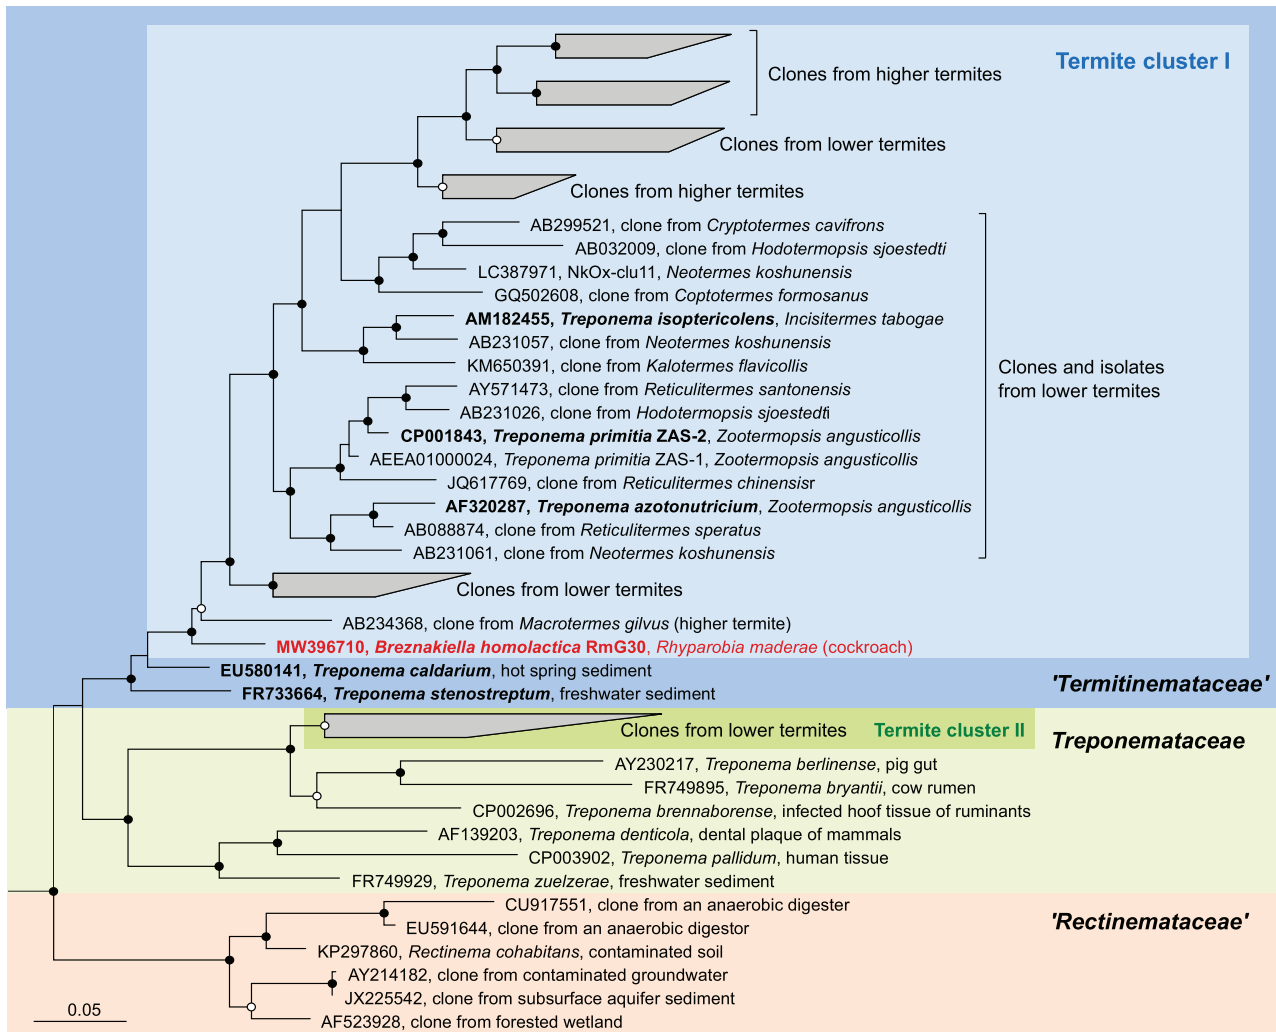 Termite cluster I
Clones from higher termites
Clones from lower termites
Clones from higher termites
AB299521, clone from Cryptotermes cavifrons
AB032009, clone from Hodotermopsis sjoestedti
LC387971, NkOx-clu11, Neotermes koshunensis
GQ502608, clone from Coptotermes formosanus
AM182455, Treponema isoptericolens, Incisitermes tabogae
AB231057, clone from Neotermes koshunensis
KM650391, clone from Kalotermes flavicollis
Clones and isolates
from lower termites
AY571473, clone from Reticulitermes santonensis
AB231026, clone from Hodotermopsis sjoestedti
CP001843, Treponema primitia ZAS-2, Zootermopsis angusticollis
AEEA01000024, Treponema primitia ZAS-1, Zootermopsis angusticollis
JQ617769, clone from Reticulitermes chinensisr
AF320287, Treponema azotonutricium, Zootermopsis angusticollis
AB088874, clone from Reticulitermes speratus
AB231061, clone from Neotermes koshunensis
Clones from lower termites
AB234368, clone from Macrotermes gilvus (higher termite)
MW396710, Breznakiella homolactica RmG30, Rhyparobia maderae (cockroach)
EU580141, Treponema caldarium, hot spring sediment
FR733664, Treponema stenostreptum, freshwater sediment
'Termitinemataceae'
Clones from lower termites
Termite cluster II
Treponemataceae
AY230217, Treponema berlinense, pig gut
FR749895, Treponema bryantii, cow rumen
CP002696, Treponema brennaborense, infected hoof tissue of ruminants
AF139203, Treponema denticola, dental plaque of mammals
CP003902, Treponema pallidum, human tissue
FR749929, Treponema zuelzerae, freshwater sediment
CU917551, clone from an anaerobic digester
'Rectinemataceae'
EU591644, clone from an anaerobic digestor
KP297860, Rectinema cohabitans, contaminated soil
AY214182, clone from contaminated groundwater
JX225542, clone from subsurface aquifer sediment
AF523928, clone from forested wetland
0.05